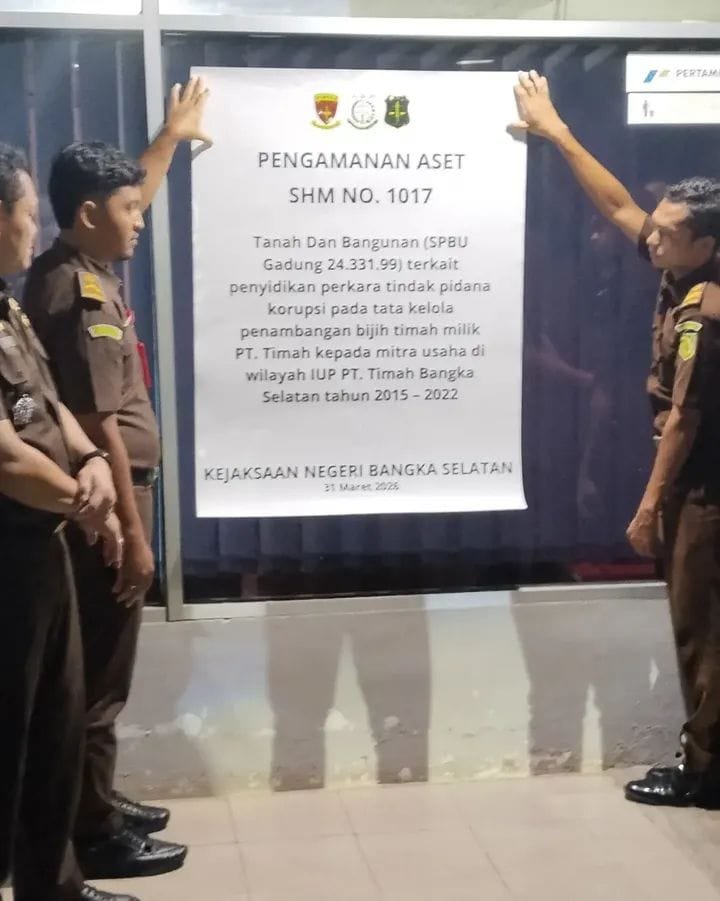 PENGAMANAN ASET
SHM NO. 1017
Tanah Dan Bangunan (SPBU
Gadung 24.331.99) terkait
penyidikan perkara tindak pidana
korupsi pada tata kelola
penambangan bijih timah milik
PT. Timah kepada mitra usaha di
wilayah IUP PT. Timah Bangka
Selatan tahun 2015 – 2022
KEJAKSAAN NEGERI BANGKA SELATAN
31 Maret 2026
PERTAM